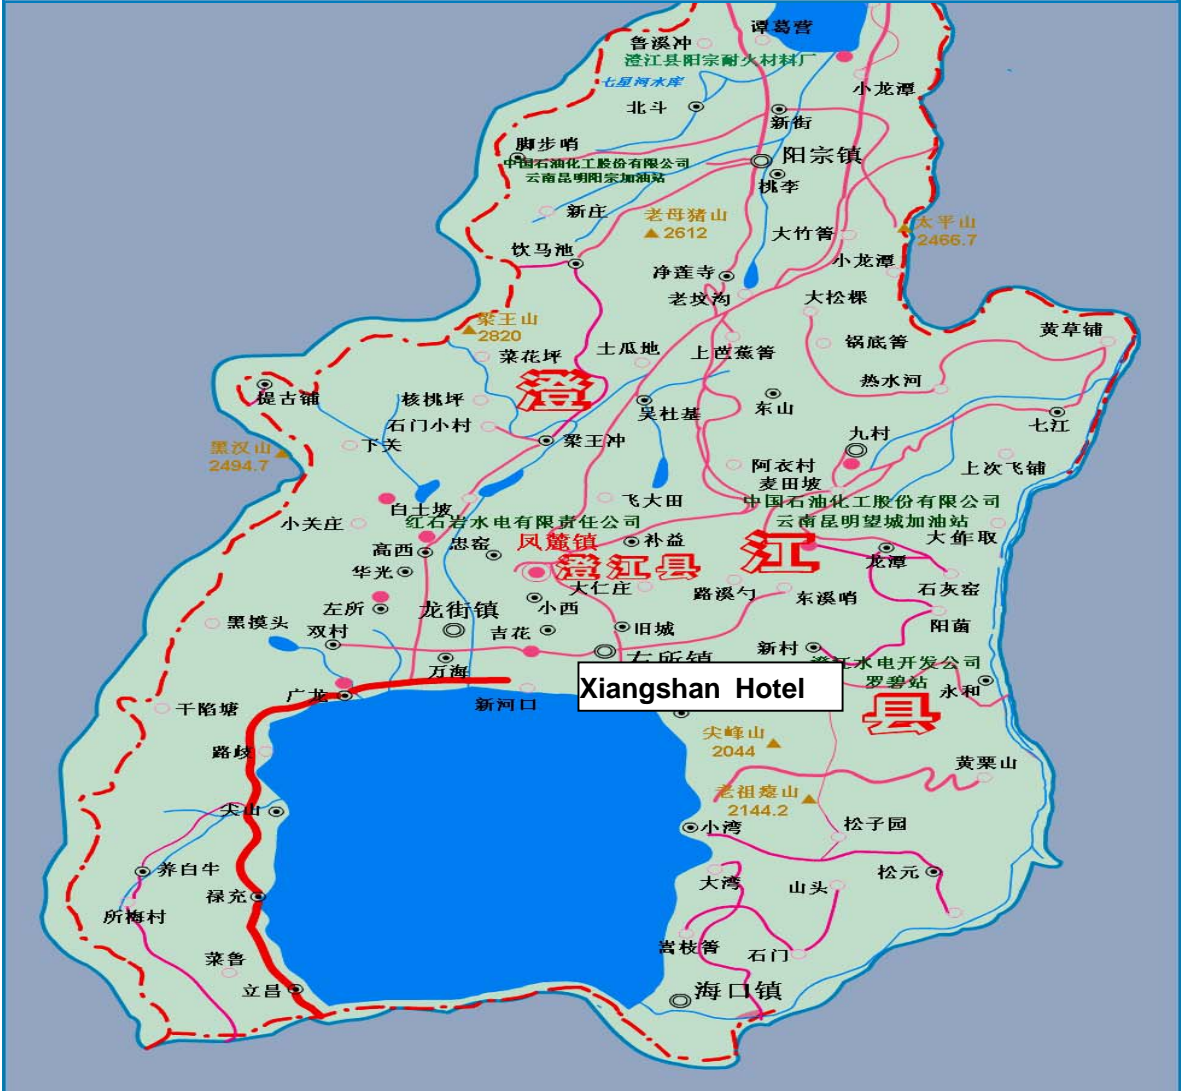 谭葛营
鲁溪冲
澄江县阳宗耐火材料厂
七星河水库
小龙潭
北斗
新街
脚步哨
阳宗镇
中国石油化工股份有限公司
云南昆明阳宗加油站
桃李
新庄
老母猪山
2612
太平山
2466.7
大竹箐
饮马池
小龙潭
净莲寺
老坟沟
大松棵
梁王山
2820
黄草铺
锅底箐
土瓜地
上芭蕉箐
菜花坪
热水河
澄
提古铺
核桃坪
吴杜基
东山
石门小村
七江
九村
梁王冲
下关
黑汉山
2494.7
阿衣村
上次飞铺
麦田坡
飞大田
中国石油化工股份有限公司
云南昆明望城加油站
白土坡
小关庄
红石岩水电有限责任公司
凤麓镇
补益
江
高西
龙潭
华光
澄江县
大仁庄
路溪勺
东溪哨
石灰窑
左所
龙街镇
小西
黑摸头
双村
吉花
旧城
阳菌
新村
右所镇
万海
水电开发公司
罗碧站
Xiangshan Hotel
广龙
永和
新河口
干陷塘
县
尖峰山
2044
路歧
黄栗山
2144.2
尖山
小湾
松子园
养白牛
大湾
山头
松元
禄充
所梅村
嵩枝箐
石门
菜鲁
立昌
海口镇